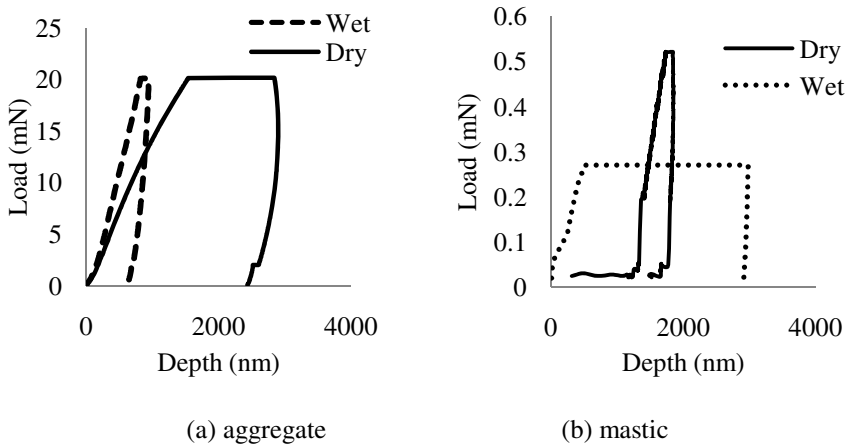 25
20
15
10
5
0
Load (mN)
0 2000 4000
Depth (nm)
Wet
Dry
(a) aggregate
0.6
0.5
0.4
0.3
0.2
0.1
0
Load (mN)
0 2000 4000
Depth (nm)
Dry
Wet
(b) mastic